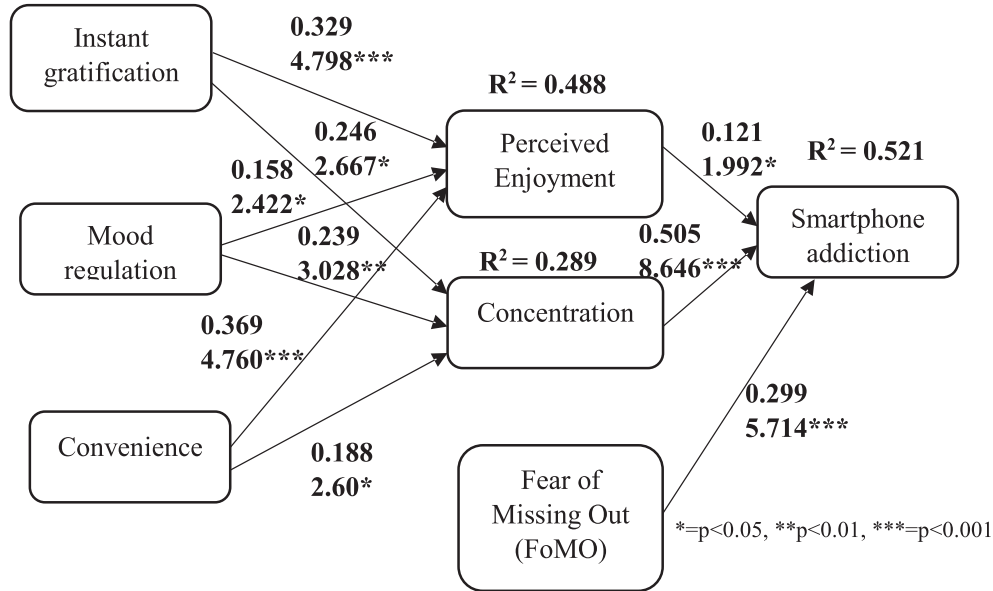 Instant
gratification
0.329
4.798***
R² = 0.488
Perceived
Enjoyment
0.246
2.667*
0.158
2.422*
0.121
1.992*
R² = 0.521
Smartphone
addiction
Mood
regulation
0.239
3.028**
R² = 0.289
Concentration
0.505
8.646***
0.369
4.760***
Convenience
0.188
2.60*
0.299
5.714***
Fear of
Missing Out
(FoMO)
*=p<0.05, **p<0.01, ***=p<0.001